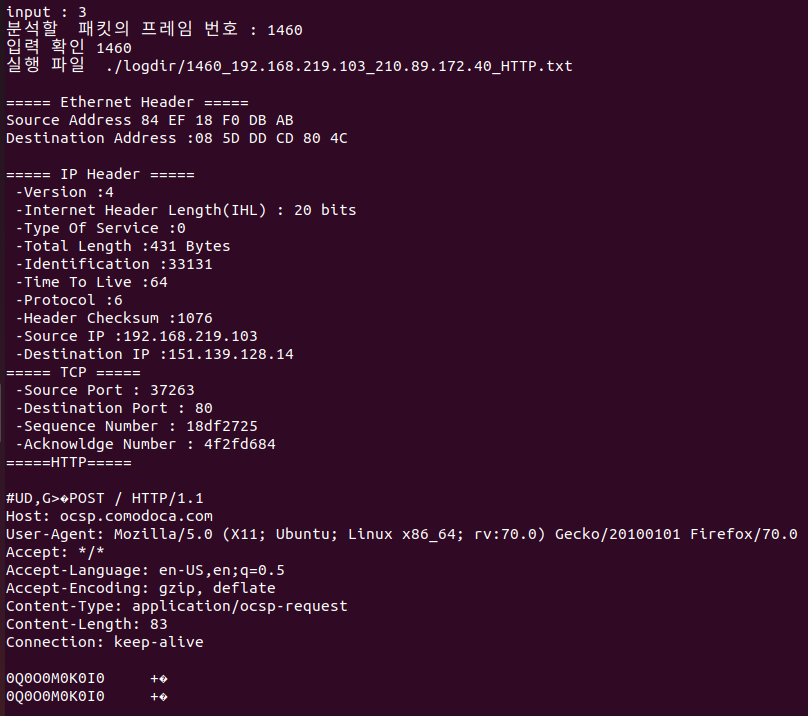 input : 3
분석할  패킷의 프레임 번호 : 1460
입력 확인 1460
실행 파일  ./logdir/1460_192.168.219.103_210.89.172.40_HTTP.txt
===== Ethernet Header =====
Source Address 84 EF 18 F0 DB AB
Destination Address :08 5D DD CD 80 4C
===== IP Header =====
-Version :4
-Internet Header Length(IHL) : 20 bits
-Type Of Service :0
-Total Length :431 Bytes
-Identification :33131
-Time To Live :64
-Protocol :6
-Header Checksum :1076
-Source IP :192.168.219.103
-Destination IP :151.139.128.14
===== TCP =====
-Source Port : 37263
-Destination Port : 80
-Sequence Number : 18df2725
-Acknowldge Number : 4f2fd684
=====HTTP=====
#UD,G>�POST / HTTP/1.1
Host: ocsp.comodoca.com
User-Agent: Mozilla/5.0 (X11; Ubuntu; Linux x86_64; rv:70.0) Gecko/20100101 Firefox/70.0
Accept: */*
Accept-Language: en-US,en;q=0.5
Accept-Encoding: gzip, deflate
Content-Type: application/ocsp-request
Content-Length: 83
Connection: keep-alive
0Q0O0M0K0I0     +�
0Q0O0M0K0I0     +�